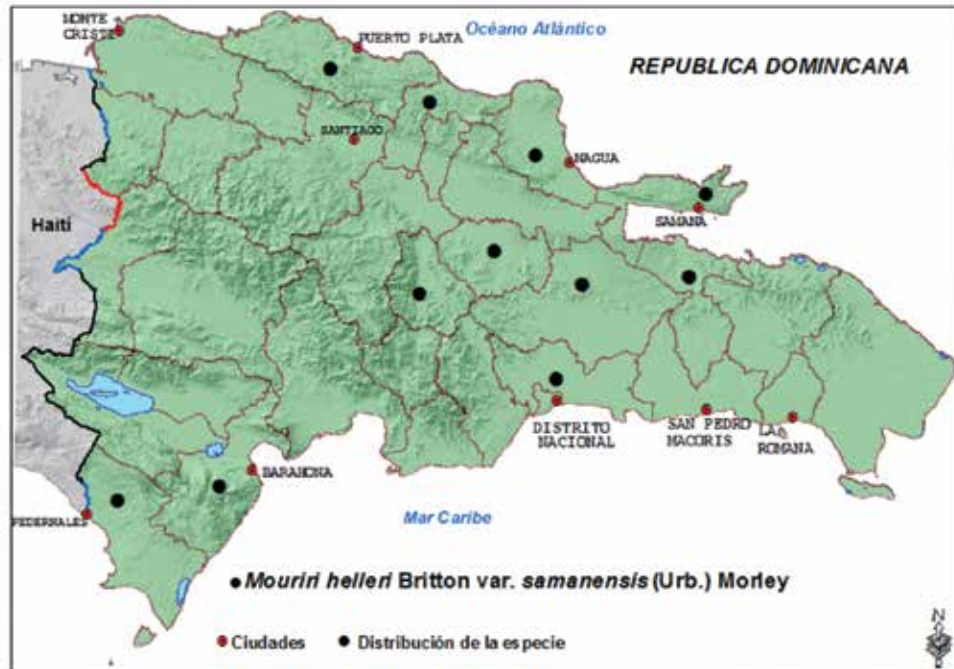 MONTE
CRISTI
PUERTO PLATA
Océano Atlántico
REPUBLICA DOMINICANA
SANTIAGO
NAGUA
SAMANA
Haití
DISTRITO
NACIONAL
SAN PEDRO
MACORIS
LA
ROMANA
BARAHONA
PEDERNALES
Mar Caribe
Mouriri helleri Britton var. samanensis (Urb.) Morley
Ciudades
Distribución de la especie
N